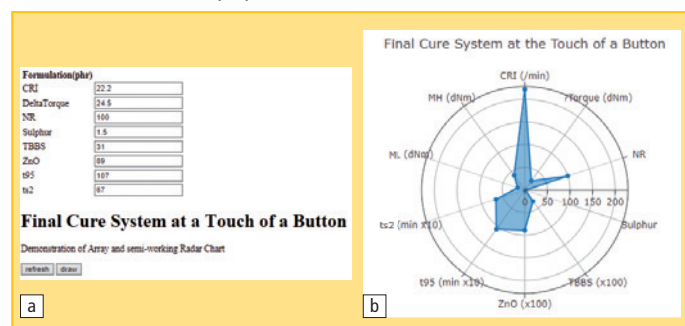 Formulation(phr)
CRI 22.2
DeltaTorque 24.5
NR 100
Sulphur 1.5
TBBS 31
ZnO 89
t95 107
ts2 67
Final Cure System at a Touch of a Button
Demonstration of Array and semi-working Radar Chart
refresh draw
a
Final Cure System at the Touch of a Button
CRI (/min)
MH (dNm)
?Torque (dNm)
ML (dNm)
NR
0 50 100 150 200
ts2 (min x10)
Sulphur
t95 (min x10)
TBBS (x100)
ZnO (x100)
b